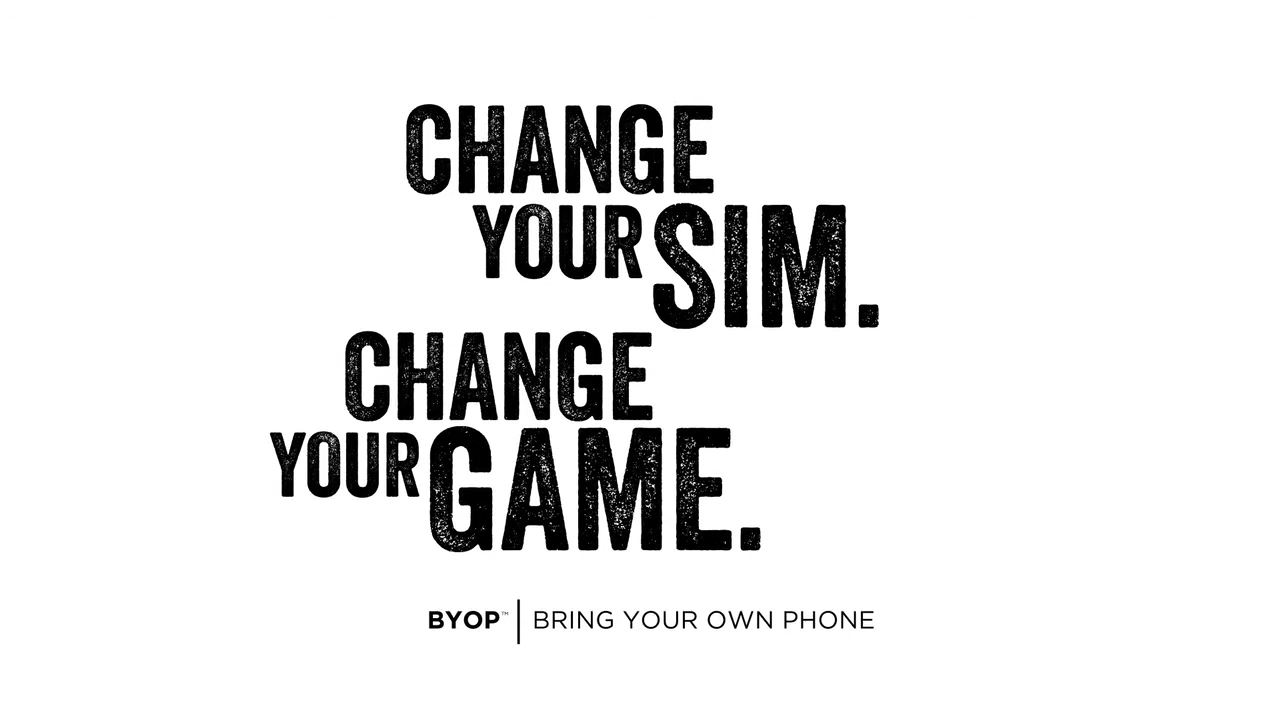 CHANGE
YOUR SIM.
CHANGE
YOUR GAME.
BYOP™ | BRING YOUR OWN PHONE